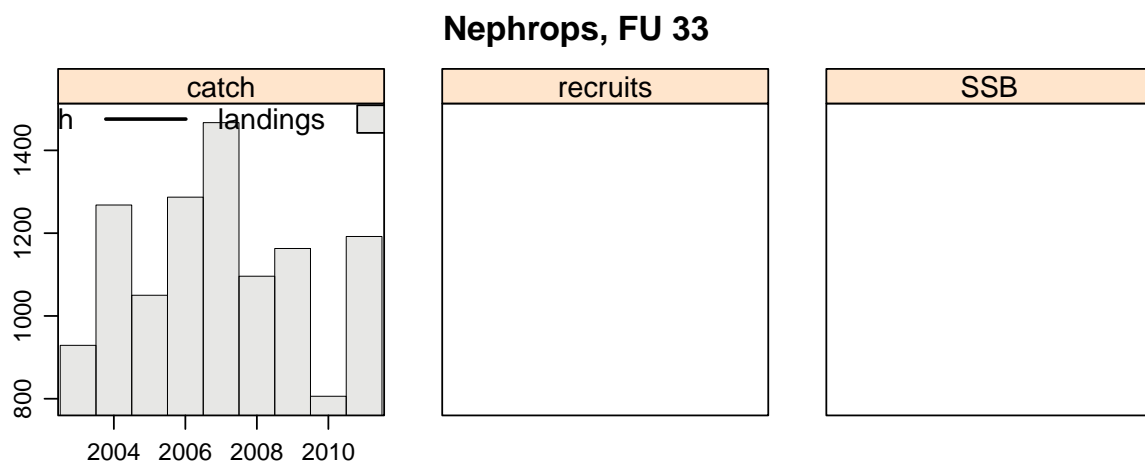 Nephrops, FU 33
catch
recruits
SSB
h landings
1400
1200
1000
800
2004 2006 2008 2010